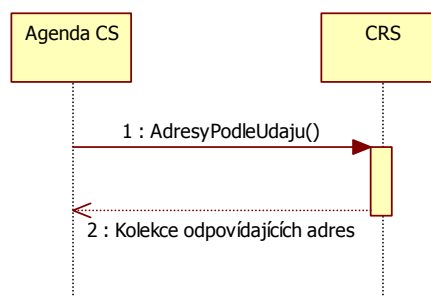 Agenda CS
CRS
1 : AdresyPodleUdaju()
2 : Kolekce odpovídajících adres